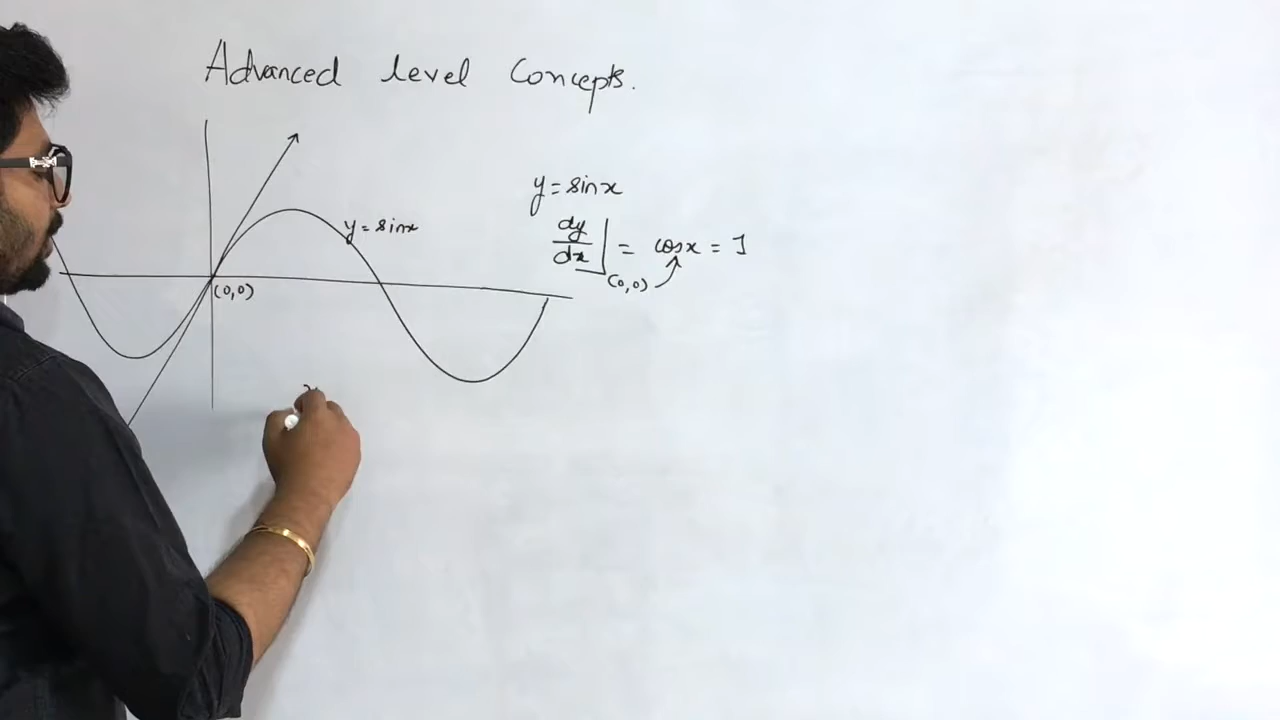 Advanced level Concepts.
y = sinx
(0,0)
y = sinx
dy/dx | = cosx = 1
(0,0)